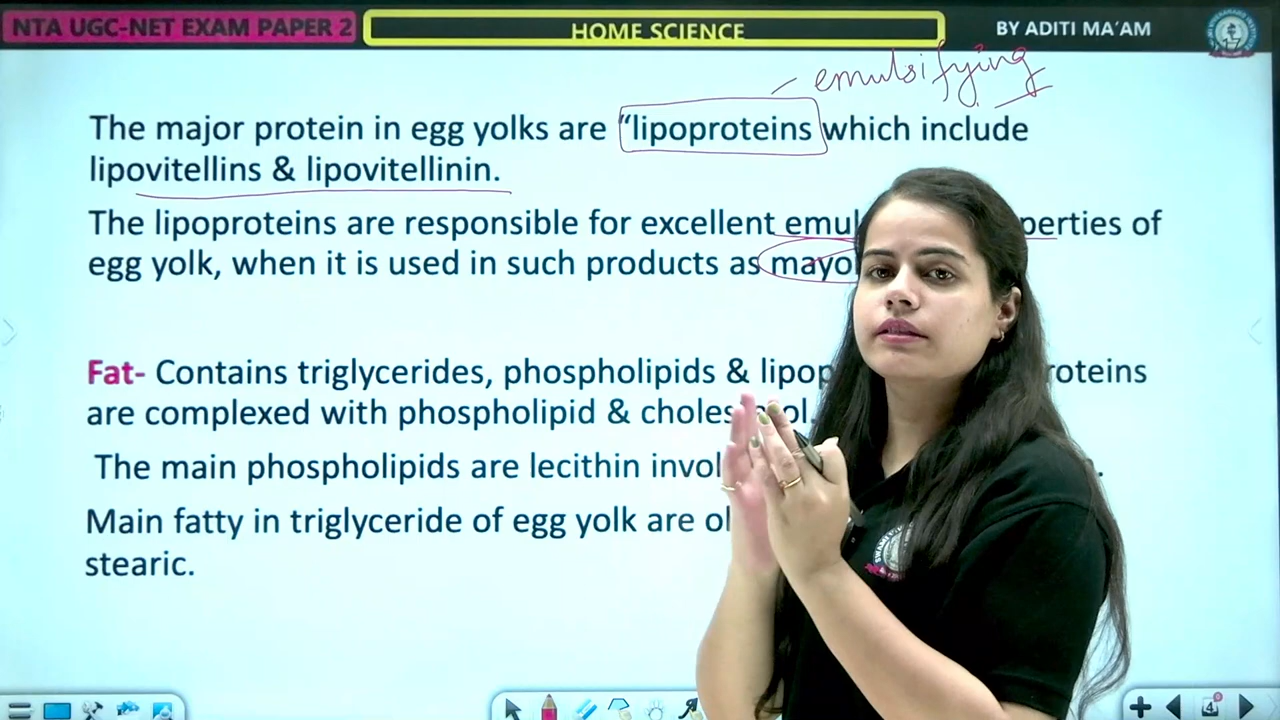 NTA UGC-NET EXAM PAPER 2
HOME SCIENCE
BY ADITI MA'AM
emulsifying
The major protein in egg yolks are "lipoproteins which include
lipovitellins & lipovitellinin.
The lipoproteins are responsible for excellent emul perties of
egg yolk, when it is used in such products as mayo
Fat- Contains triglycerides, phospholipids & lipop roteins
are complexed with phospholipid & choles ol.
The main phospholipids are lecithin invol .
Main fatty in triglyceride of egg yolk are ol
stearic.
4